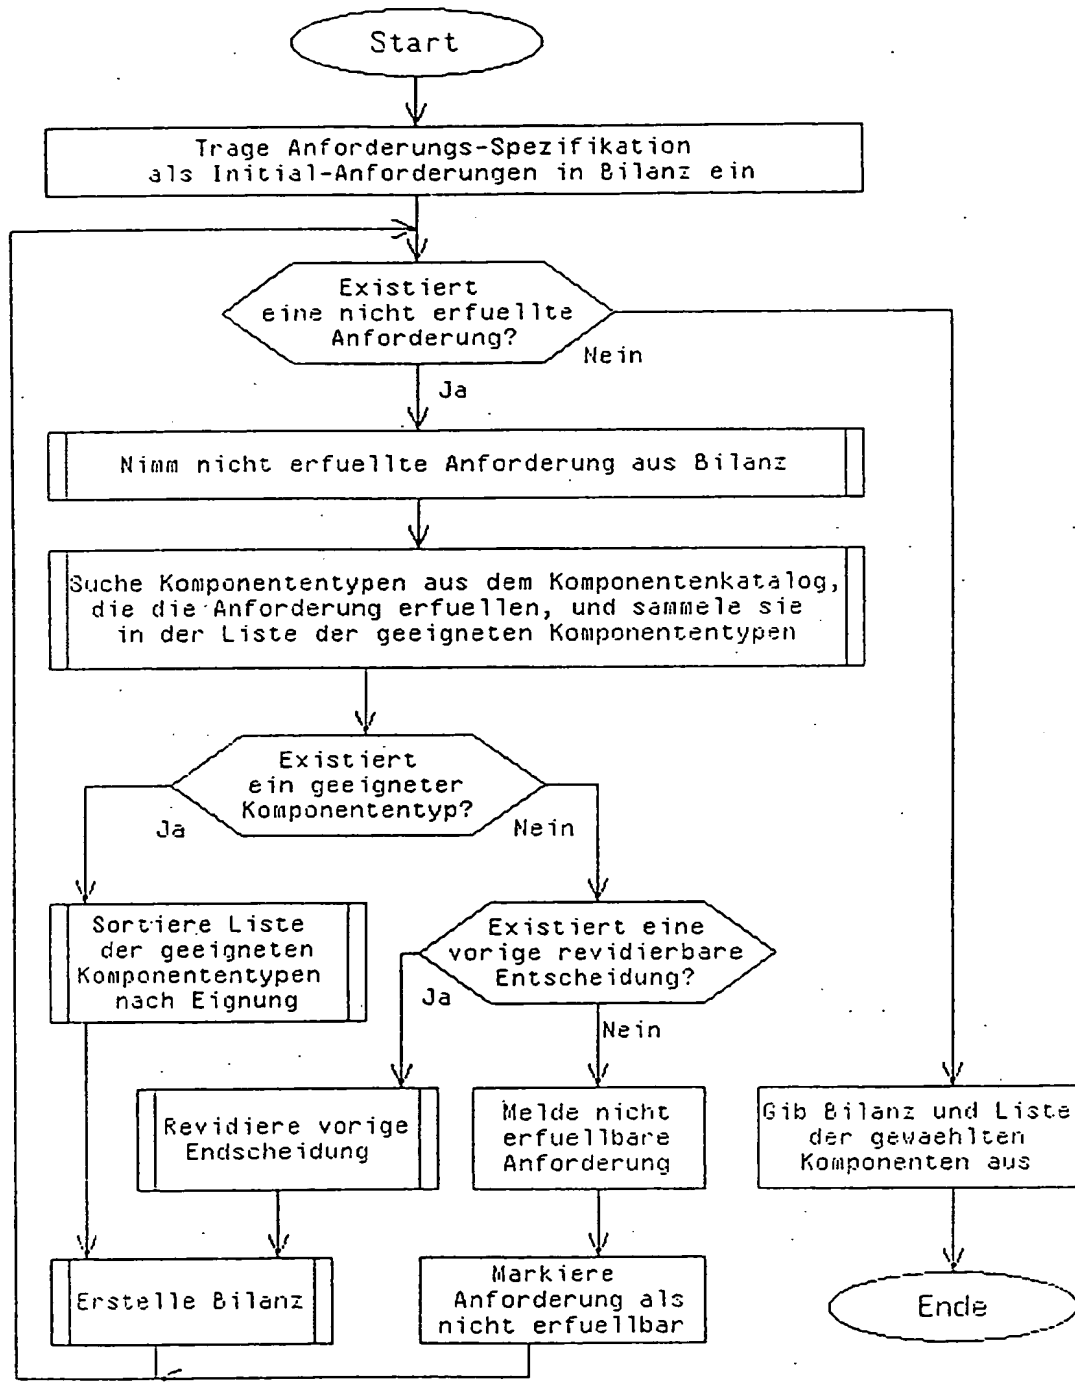 Start
Trage Anforderungs-Spezifikation
als Initial-Anforderungen in Bilanz ein
Existiert
eine nicht erfuellte
Anforderung?
Nein
Ja
Nimm nicht erfuellte Anforderung aus Bilanz
Suche Komponententypen aus dem Komponentenkatalog,
die die Anforderung erfuellen, und sammele sie
in der Liste der geeigneten Komponententypen
Existiert
ein geeigneter
Komponententyp?
Ja
Nein
Sortiere Liste
der geeigneten
Komponententypen
nach Eignung
Existiert eine
vorige revidierbare
Entscheidung?
Ja
Nein
Revidiere vorige
Endscheidung
Melde nicht
erfuellbare
Anforderung
Gib Bilanz und Liste
der gewaehlten
Komponenten aus
Erstelle Bilanz
Markiere
Anforderung als
nicht erfuellbar
Ende